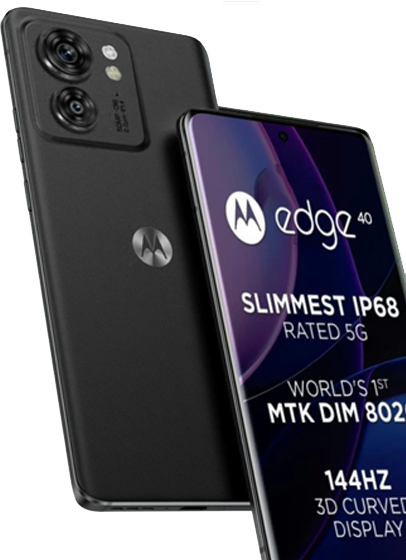 edge 40
SLIMMEST IP68
RATED 5G
WORLD'S 1ST
MTK DIM 802
144HZ
3D CURVED
DISPLAY